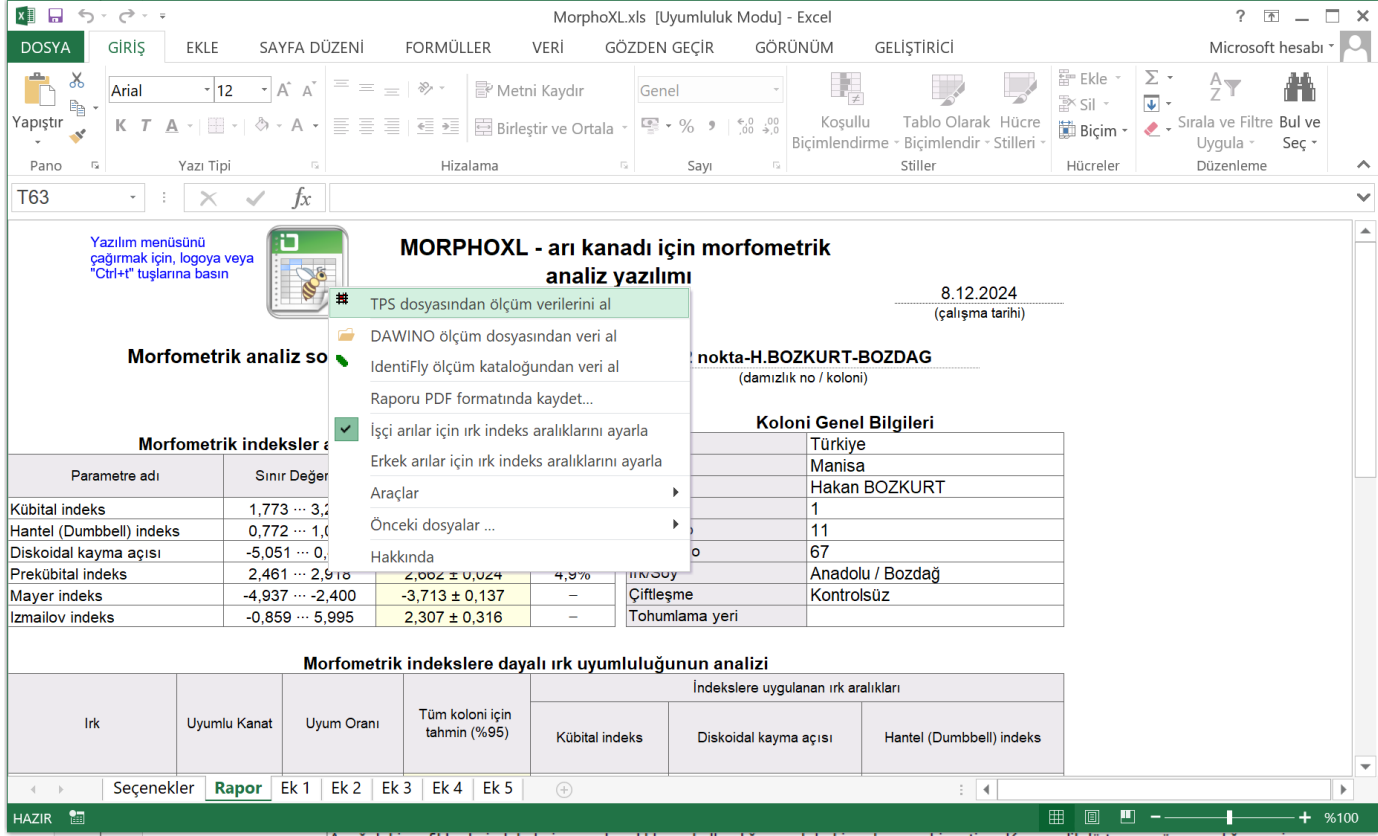 MorphoXL.xls [Uyumluluk Modu] - Excel
DOSYA GİRİŞ EKLE SAYFA DÜZENİ FORMÜLLER VERİ GÖZDEN GEÇİR GÖRÜNÜM GELİŞTİRİCİ Microsoft hesabı
Arial 12 Metni Kaydır Genel Ekle
Sil
Yapıştır K T A Birleştir ve Ortala % Koşullu Biçimlendirme Tablo Olarak Biçimlendir Hücre Stilleri Biçim Sırala ve Filtre Uygula Bul ve Seç
Pano Yazı Tipi Hizalama Sayı Stiller Hücreler Düzenleme
T63 fx
Yazılım menüsünü
çağırmak için, logoya veya
"Ctrl+t" tuşlarına basın
MORPHOXL - arı kanadı için morfometrik
analiz yazılımı
8.12.2024
(çalışma tarihi)
TPS dosyasından ölçüm verilerini al
DAWINO ölçüm dosyasından veri al
IdentiFly ölçüm kataloğundan veri al
Raporu PDF formatında kaydet...
İşçi arılar için ırk indeks aralıklarını ayarla
Erkek arılar için ırk indeks aralıklarını ayarla
Araçlar
Önceki dosyalar ...
Hakkında
Morfometrik analiz so nokta-H.BOZKURT-BOZDAG
(damızlık no / koloni)
Koloni Genel Bilgileri
Morfometrik indeksler
Türkiye
Parametre adı Sınır Değer Manisa
Hakan BOZKURT
Kübital indeks 1,773 ··· 3, 1
Hantel (Dumbbell) indeks 0,772 ··· 1, 11
Diskoidal kayma açısı -5,051 ··· 0, o 67
Prekübital indeks 2,461 ··· 2,918 2,662 ± 0,024 4,9% Irk/Soy Anadolu / Bozdağ
Mayer indeks -4,937 ··· -2,400 -3,713 ± 0,137 – Çiftleşme Kontrolsüz
Izmailov indeks -0,859 ··· 5,995 2,307 ± 0,316 – Tohumlama yeri
Morfometrik indekslere dayalı ırk uyumluluğunun analizi
Irk Uyumlu Kanat Uyum Oranı Tüm koloni için tahmin (%95) İndekslere uygulanan ırk aralıkları
Kübital indeks Diskoidal kayma açısı Hantel (Dumbbell) indeks
Seçenekler Rapor Ek 1 Ek 2 Ek 3 Ek 4 Ek 5
HAZIR %100